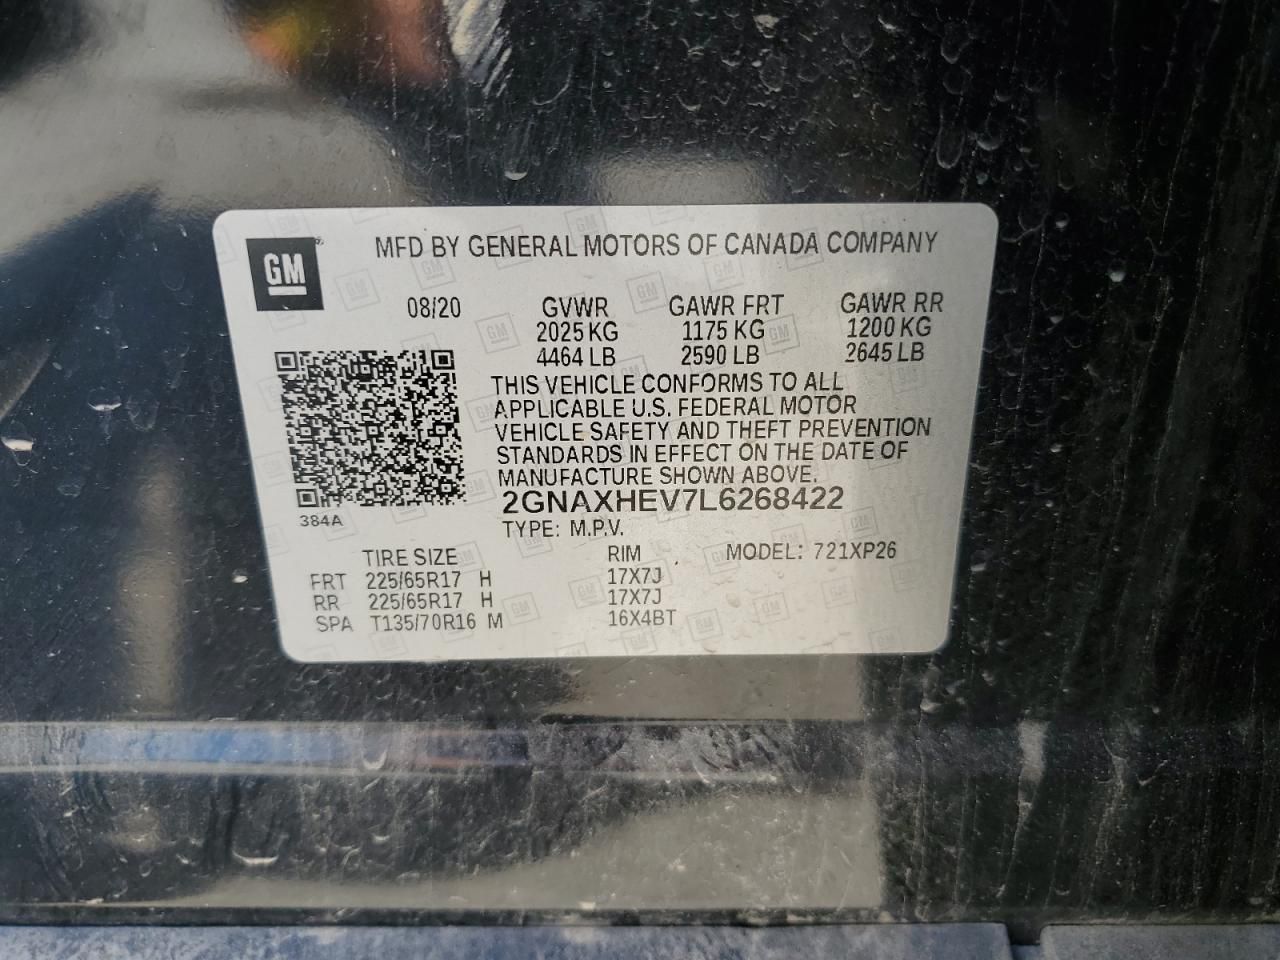 GM
MFD BY GENERAL MOTORS OF CANADA COMPANY
08/20 GVWR GAWR FRT GAWR RR
2025 KG 1175 KG 1200 KG
4464 LB 2590 LB 2645 LB
THIS VEHICLE CONFORMS TO ALL
APPLICABLE U.S. FEDERAL MOTOR
VEHICLE SAFETY AND THEFT PREVENTION
STANDARDS IN EFFECT ON THE DATE OF
MANUFACTURE SHOWN ABOVE.
2GNAXHEV7L6268422
384A
TYPE: M.P.V.
TIRE SIZE RIM MODEL: 721XP26
FRT 225/65R17 H 17X7J
RR 225/65R17 H 17X7J
SPA T135/70R16 M 16X4BT